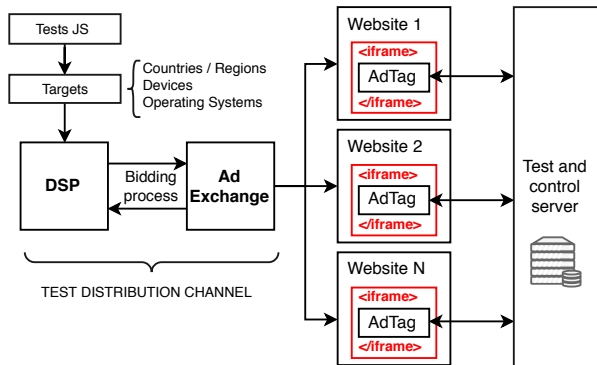 Tests JS
Targets
Countries / Regions
Devices
Operating Systems
DSP
Bidding
process
Ad
Exchange
TEST DISTRIBUTION CHANNEL
Website 1
<iframe>
AdTag
</iframe>
Website 2
<iframe>
AdTag
</iframe>
Website N
<iframe>
AdTag
</iframe>
Test and
control
server